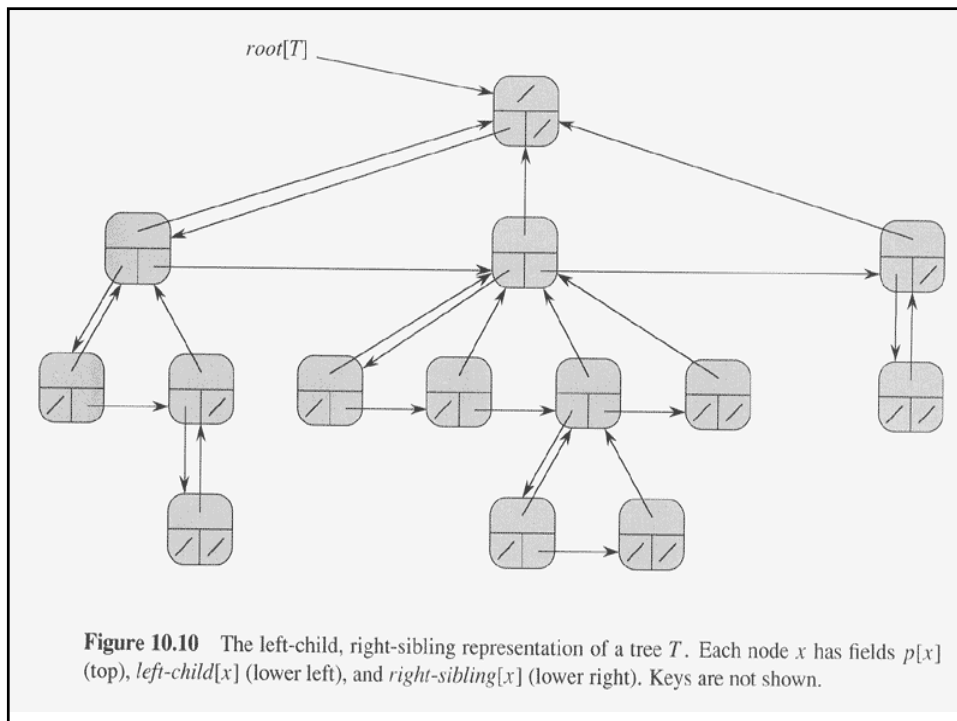 root[T]
Figure 10.10 The left-child, right-sibling representation of a tree T. Each node x has fields p[x]
(top), left-child[x] (lower left), and right-sibling[x] (lower right). Keys are not shown.